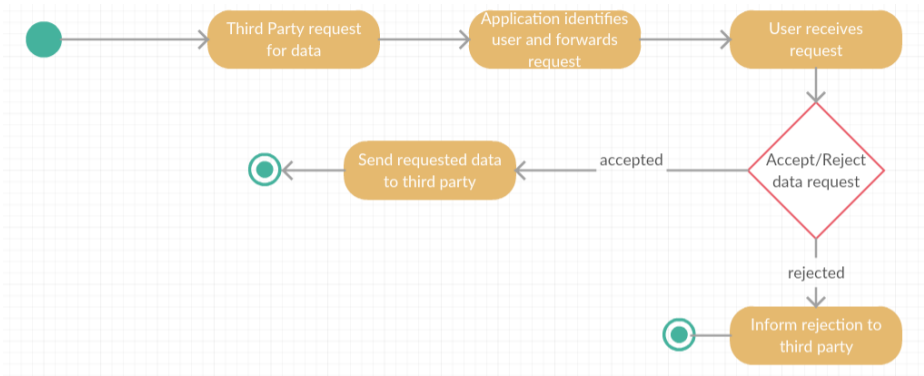 Third Party request
for data
Application identifies
user and forwards
request
User receives
request
Accept/Reject
data request
accepted
Send requested data
to third party
rejected
Inform rejection to
third party